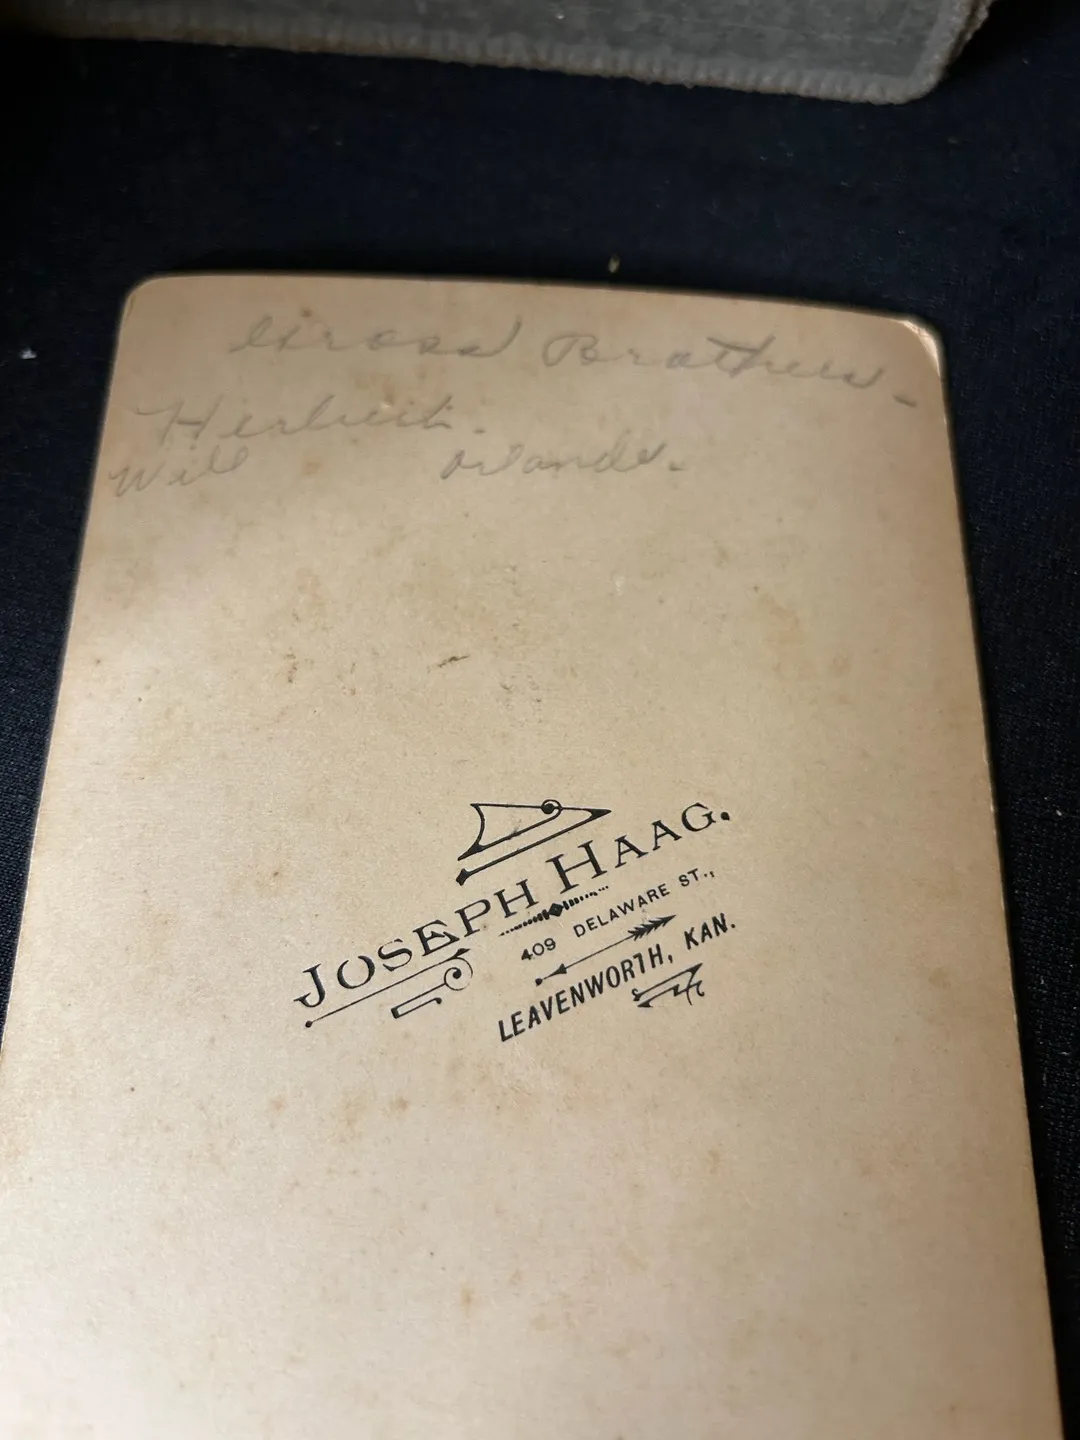 Gross Brothers -
Herbert.
Will Orlando. -
JOSEPH HAAG.
409 DELAWARE ST.,
LEAVENWORTH, KAN.